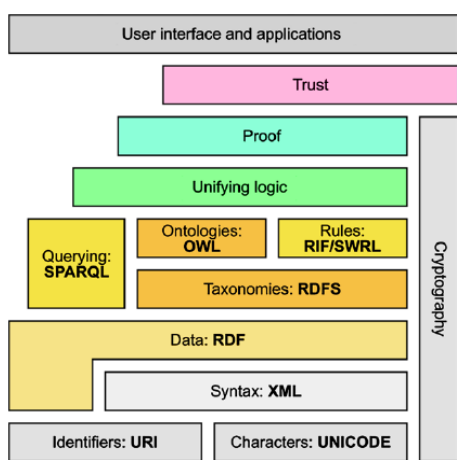 User interface and applications
Trust
Proof
Unifying logic
Querying:
SPARQL
Ontologies:
OWL
Rules:
RIF/SWRL
Taxonomies: RDFS
Cryptography
Data: RDF
Syntax: XML
Identifiers: URI
Characters: UNICODE